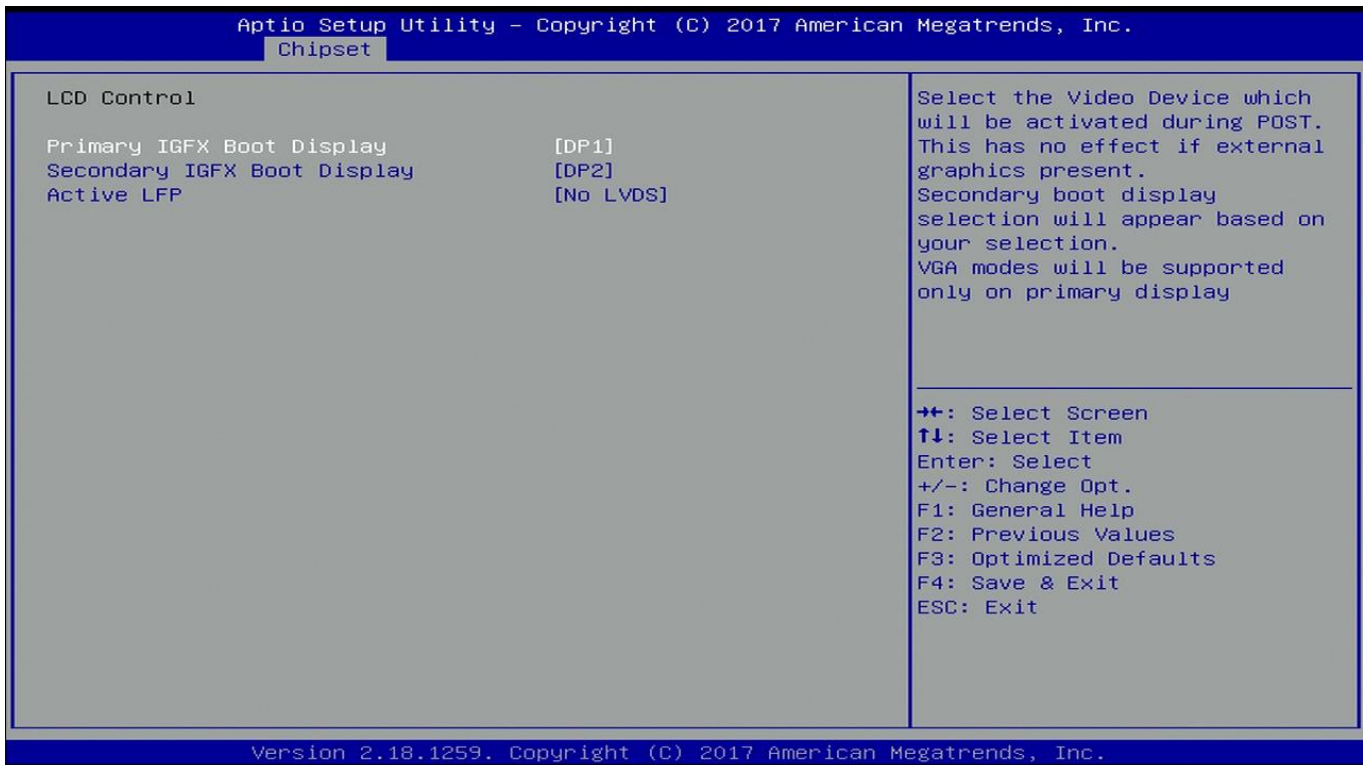 Aptio Setup Utility – Copyright (C) 2017 American Megatrends, Inc.
Chipset
LCD Control
Primary IGFX Boot Display [DP1]
Secondary IGFX Boot Display [DP2]
Active LFP [No LVDS]
Select the Video Device which
will be activated during POST.
This has no effect if external
graphics present.
Secondary boot display
selection will appear based on
your selection.
VGA modes will be supported
only on primary display
→←: Select Screen
↑↓: Select Item
Enter: Select
+/-: Change Opt.
F1: General Help
F2: Previous Values
F3: Optimized Defaults
F4: Save & Exit
ESC: Exit
Version 2.18.1259. Copyright (C) 2017 American Megatrends, Inc.